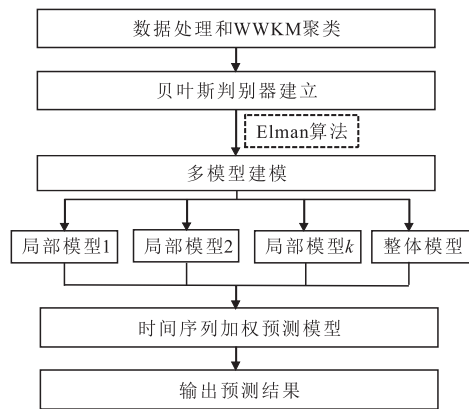 数据处理和WWKM聚类
贝叶斯判别器建立
Elman算法
多模型建模
局部模型1
局部模型2
局部模型k
整体模型
时间序列加权预测模型
输出预测结果